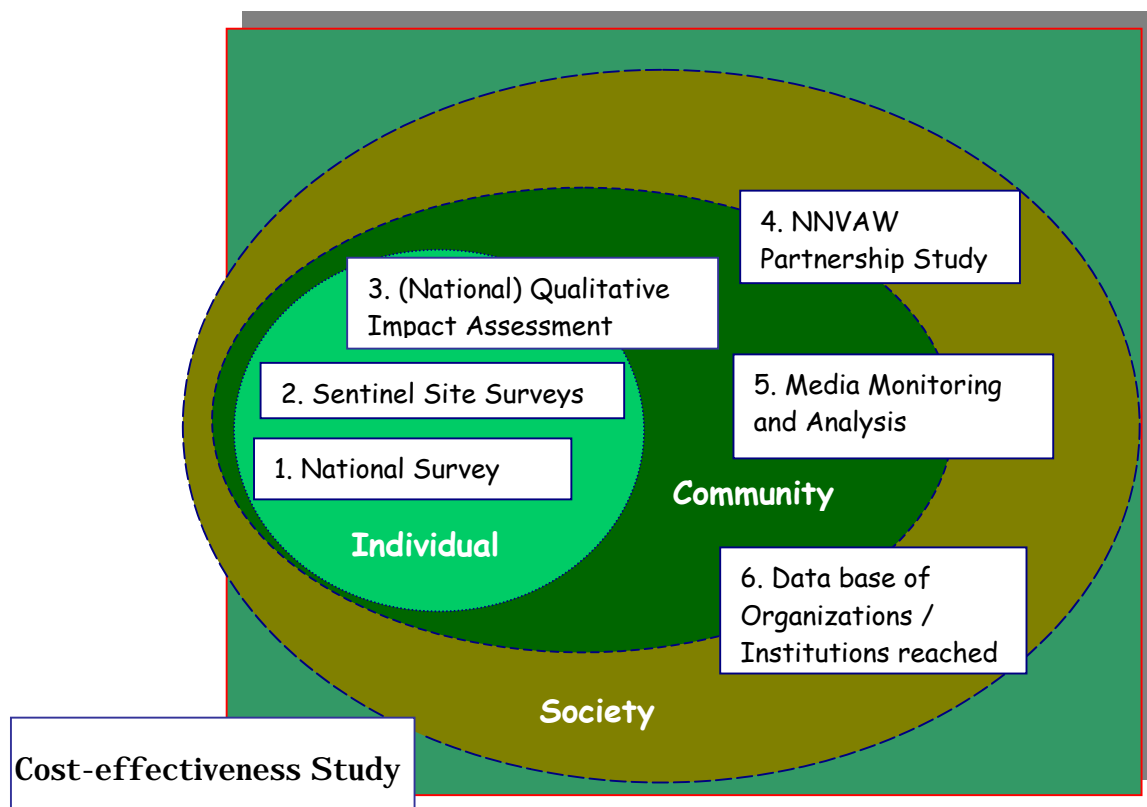 4. NNVAW
Partnership Study
3. (National) Qualitative
Impact Assessment
2. Sentinel Site Surveys
5. Media Monitoring
and Analysis
1. National Survey
Community
Individual
6. Data base of
Organizations /
Institutions reached
Society
Cost-effectiveness Study